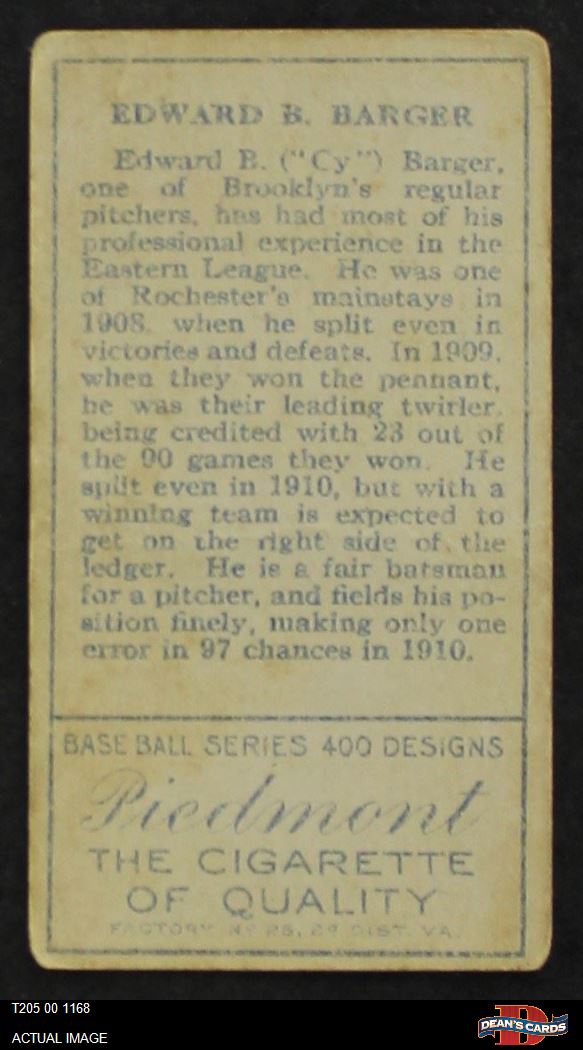 EDWARD B. BARGER
Edward B. ("Cy") Barger,
one of Brooklyn's regular
pitchers, has had most of his
professional experience in the
Eastern League. He was one
of Rochester's mainstays in
1908, when he split even in
victories and defeats. In 1909,
when they won the pennant,
he was their leading twirler,
being credited with 23 out of
the 90 games they won. He
split even in 1910, but with a
winning team is expected to
get on the right side of the
ledger. He is a fair batsman
for a pitcher, and fields his po-
sition finely, making only one
error in 97 chances in 1910.
BASE BALL SERIES 400 DESIGNS
Piedmont
THE CIGARETTE
OF QUALITY
FACTORY No 25, 2D DIST. VA.
T205 00 1168
ACTUAL IMAGE
DEAN'S CARDS